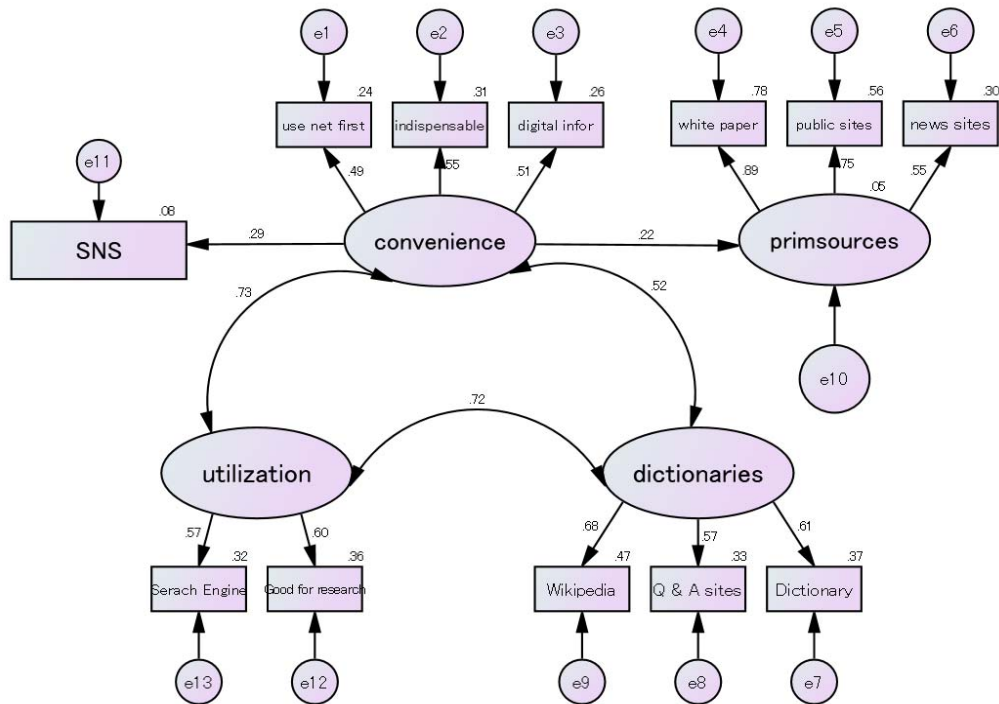 e1
e2
e3
e4
e5
e6
.24
.31
.26
.78
.56
.30
use net first
indispensable
digital infor
white paper
public sites
news sites
e11
.49
.55
.51
.89
.75
.55
.08
.05
SNS
.29
convenience
.22
primsources
.73
.52
e10
.72
utilization
dictionaries
.57
.60
.68
.57
.61
.32
.36
.47
.33
.37
Serach Engine
Good for research
Wikipedia
Q & A sites
Dictionary
e13
e12
e9
e8
e7